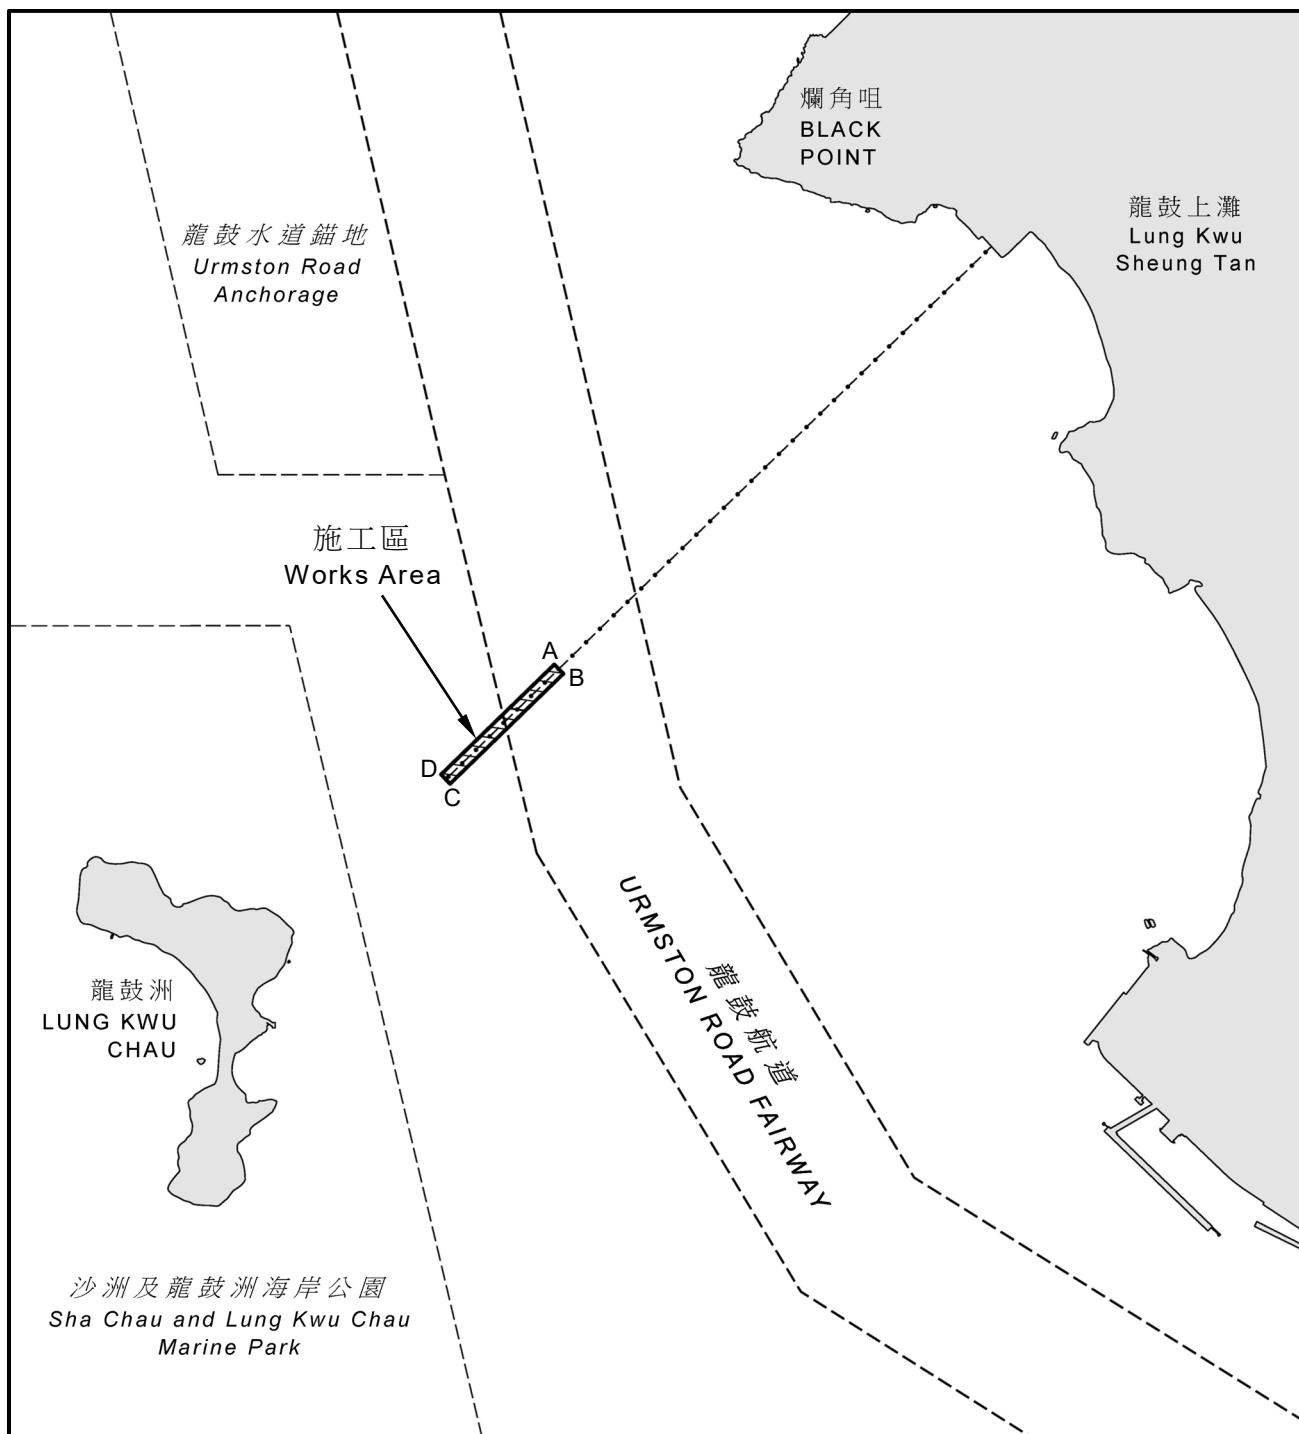 爛角咀
BLACK
POINT
龍鼓上灘
Lung Kwu
Sheung Tan
龍鼓水道錨地
Urmston Road
Anchorage
施工區
Works Area
A
B
D
C
龍鼓航道
URMSTON ROAD FAIRWAY
龍鼓洲
LUNG KWU
CHAU
沙洲及龍鼓洲海岸公園
Sha Chau and Lung Kwu Chau
Marine Park